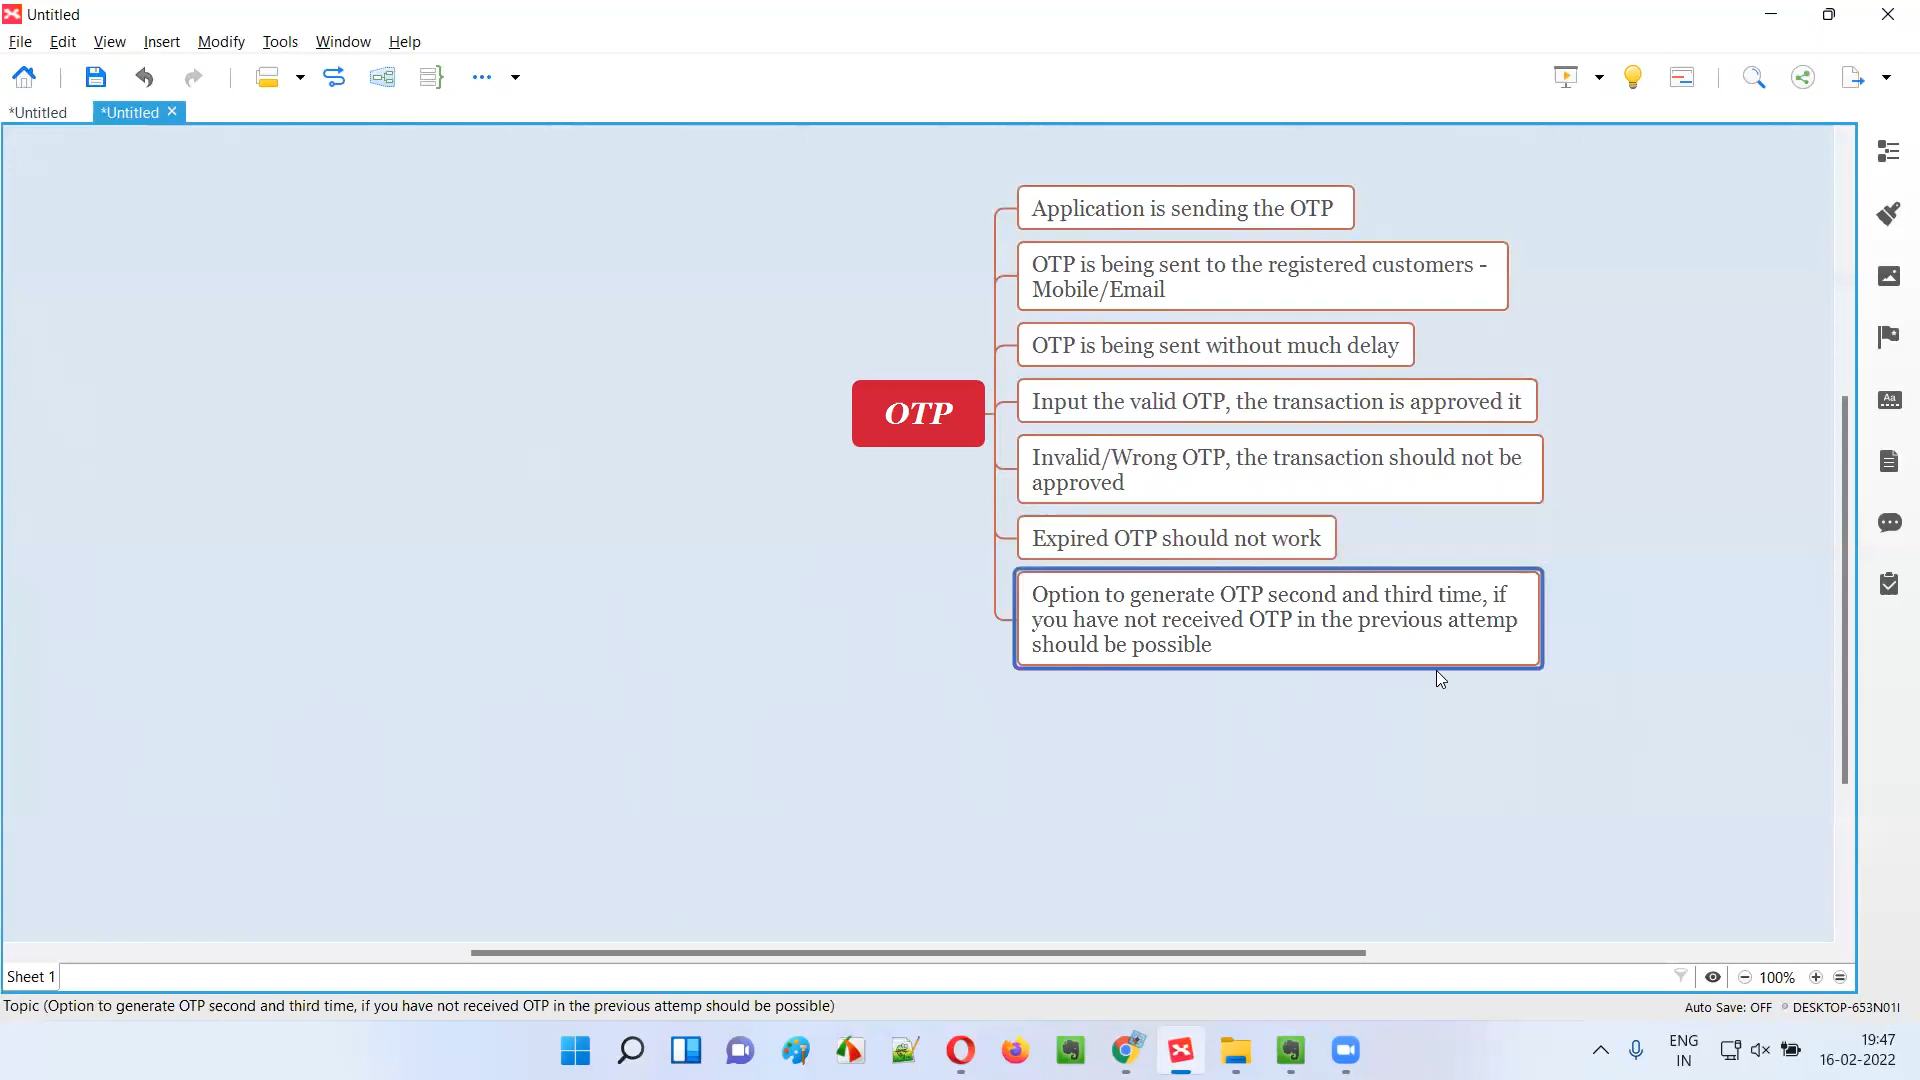 Untitled
File Edit View Insert Modify Tools Window Help
*Untitled *Untitled
Application is sending the OTP
OTP is being sent to the registered customers -
Mobile/Email
OTP is being sent without much delay
OTP
Input the valid OTP, the transaction is approved it
Invalid/Wrong OTP, the transaction should not be
approved
Expired OTP should not work
Option to generate OTP second and third time, if
you have not received OTP in the previous attemp
should be possible
Aa
Sheet 1
100%
Topic (Option to generate OTP second and third time, if you have not received OTP in the previous attemp should be possible)
Auto Save: OFF DESKTOP-653N01I
ENG
IN
19:47
16-02-2022